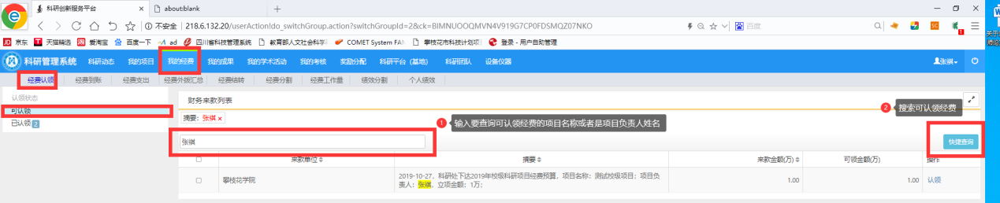 科研创新服务平台 × about:blank +
不安全 218.6.132.20/userAction!do_switchGroup.action?switchGroupId=2&ck=BIMNUOOQMVN4V919G7CP0FDSMQZ07NKO 百度
京东 天猫精选 爱淘宝 百度一下 ad 四川省科技管理系统 教育部人文社会科学 COMET System FAN 攀枝花市科技计划项 登录 - 用户自助管理
科研管理系统 科研动态 我的项目 我的经费 我的成果 我的学术活动 我的考核 奖励分配 科研平台（基地） 科研团队 设备仪器 张祺
经费认领 经费到账 经费支出 经费外拨汇总 经费结转 经费分割 经费工作量 绩效分割 个人绩效
认领状态
可认领
已认领 2
财务来款列表
2 搜索可认领经费
摘要: 张祺 ×
1 输入要查询可认领经费的项目名称或者是项目负责人姓名
张祺
快捷查询
来款单位 摘要 来款金额(万) 可领金额(万) 操作
攀枝花学院
2019-10-27，科研处下达2019年校级科研项目经费预算，项目名称：测试校级项目；项目负
责人：张祺，立项金额：1万；
1.00 1.00 认领